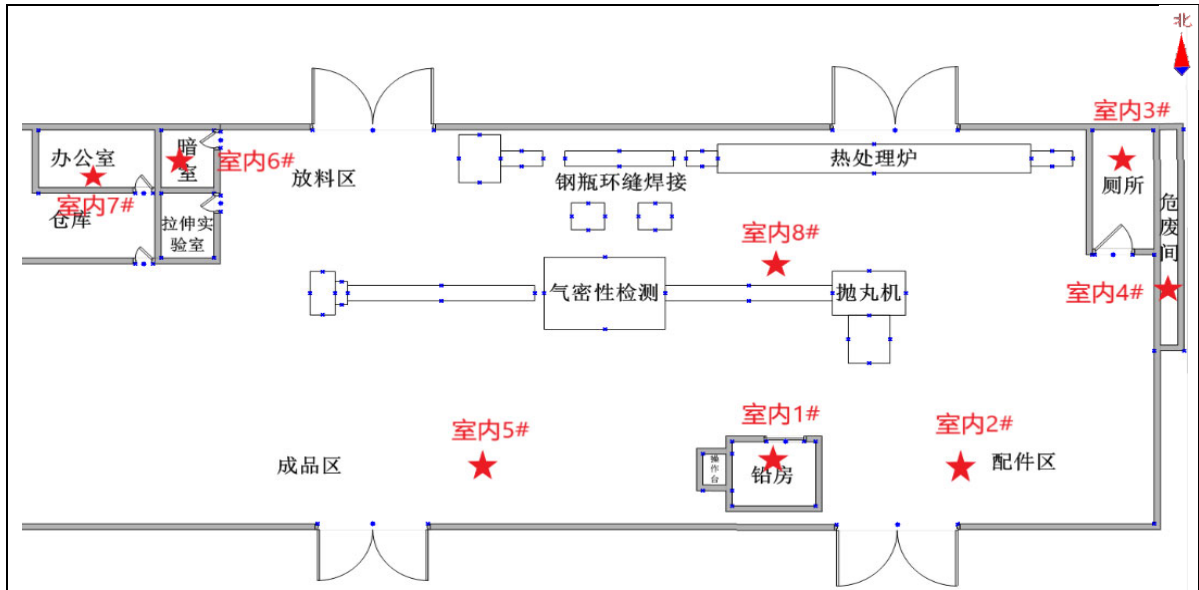 北
室内3#
办公室
暗
室
室内6#
放料区
热处理炉
钢瓶环缝焊接
厕所
室内7#
仓库
拉伸实
验室
危
废
间
室内8#
气密性检测
抛丸机
室内4#
室内5#
室内1#
室内2#
成品区
操
作
台
铅房
配件区